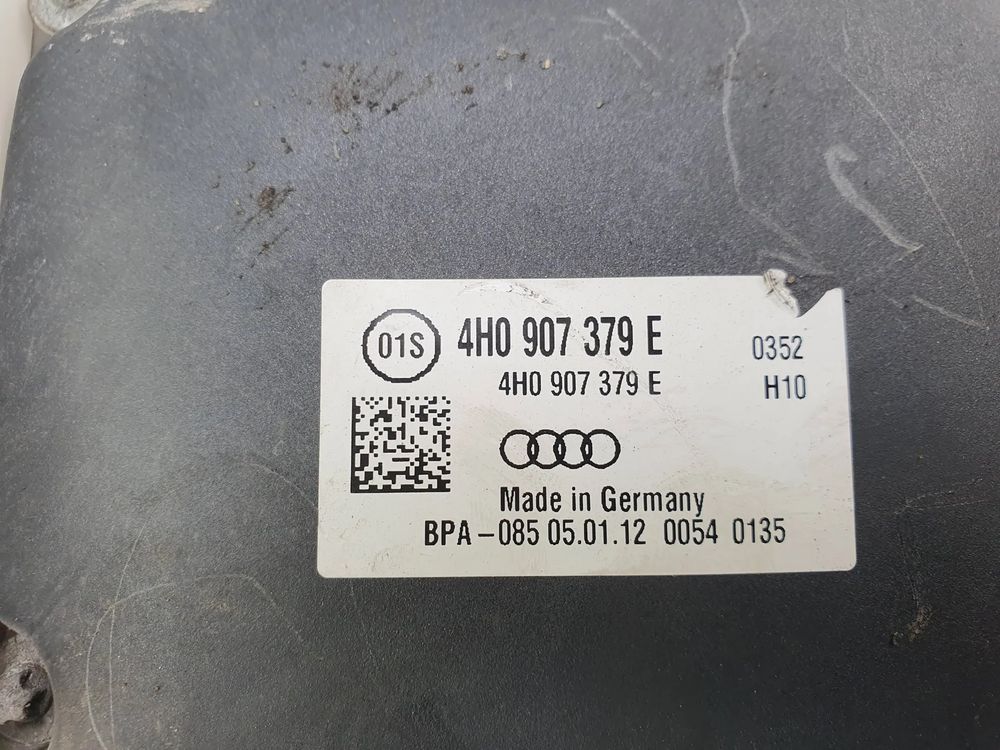 01S 4H0 907 379 E 0352
4H0 907 379 E H10
Made in Germany
BPA-085 05.01.12 0054 0135